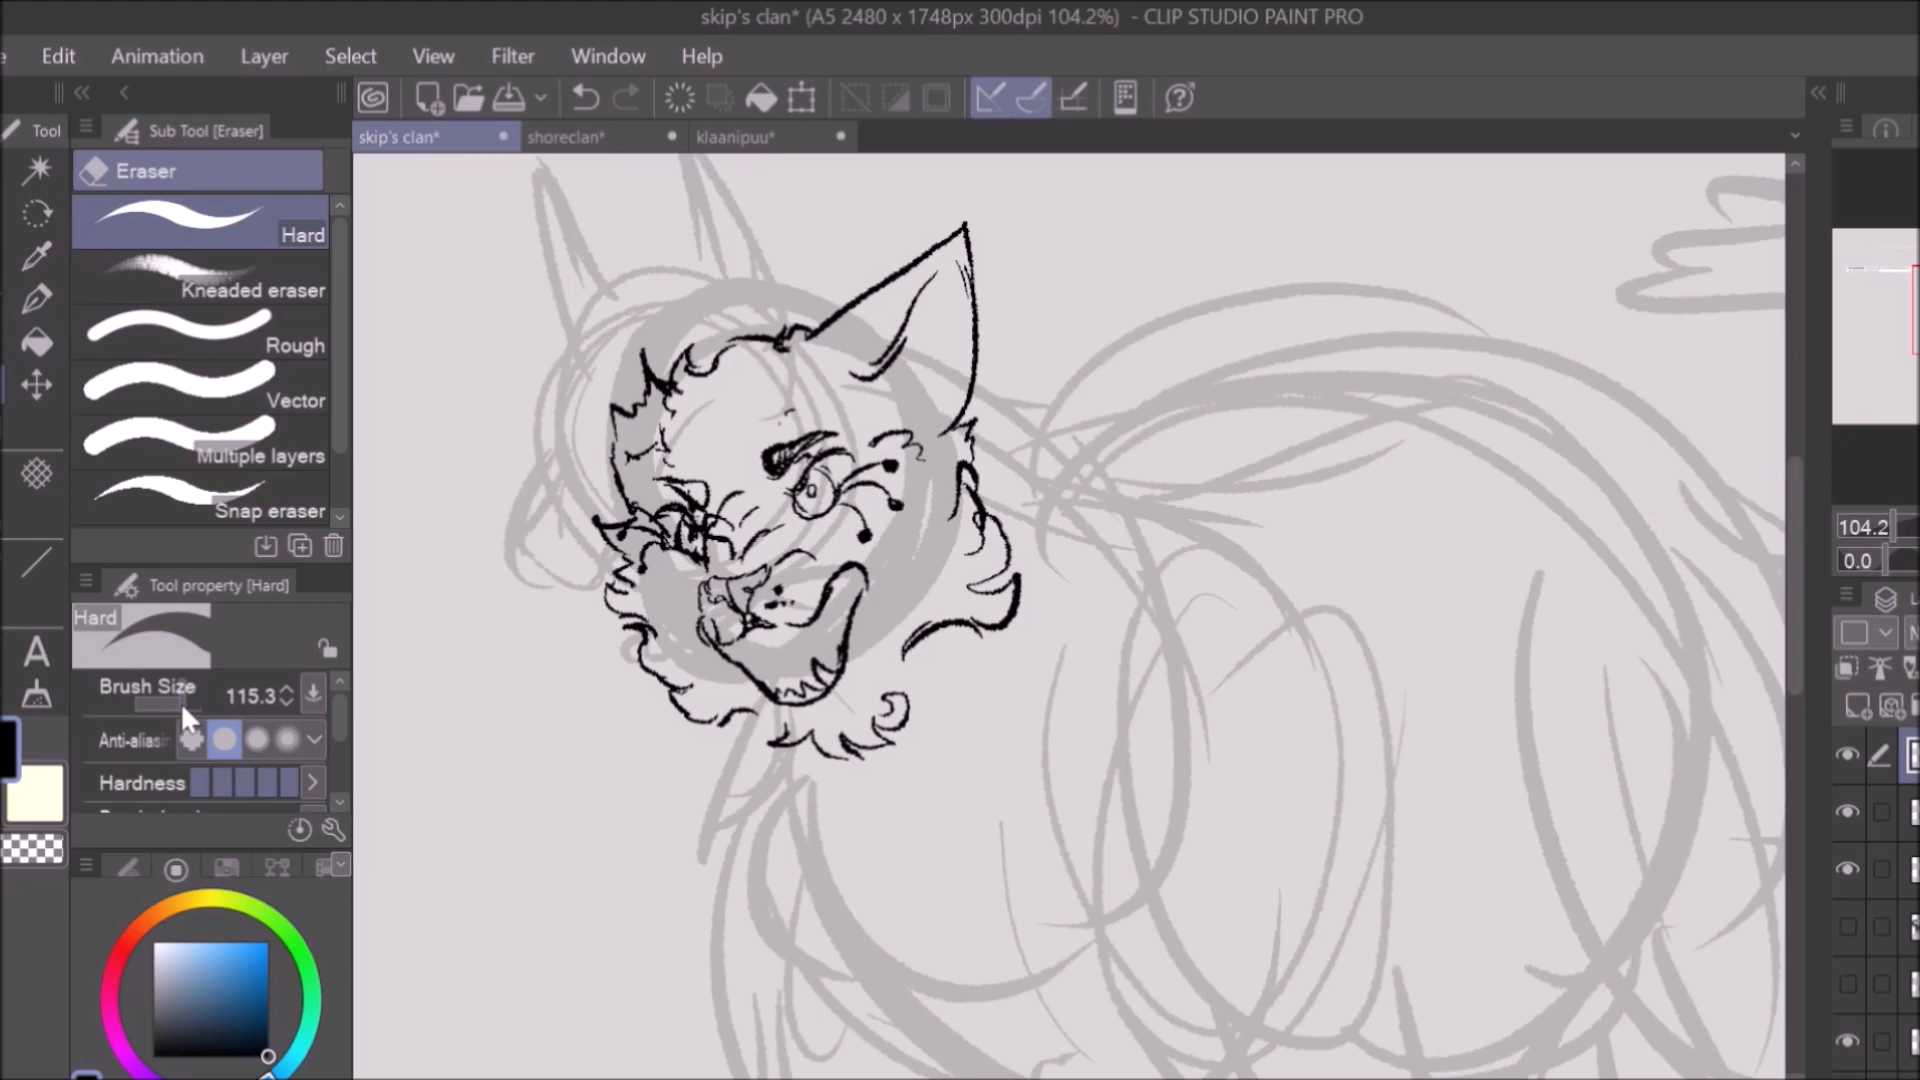 skip's clan* (A5 2480 x 1748px 300dpi 104.2%) - CLIP STUDIO PAINT PRO
Edit Animation Layer Select View Filter Window Help
Tool
Sub Tool [Eraser]
skip's clan* shoreclan* klaanipuu*
Eraser
Hard
Kneaded eraser
Rough
Vector
Multiple layers
Snap eraser
Tool property [Hard]
Hard
Brush Size 115.3
Anti-aliasi
Hardness
A
104.2
0.0